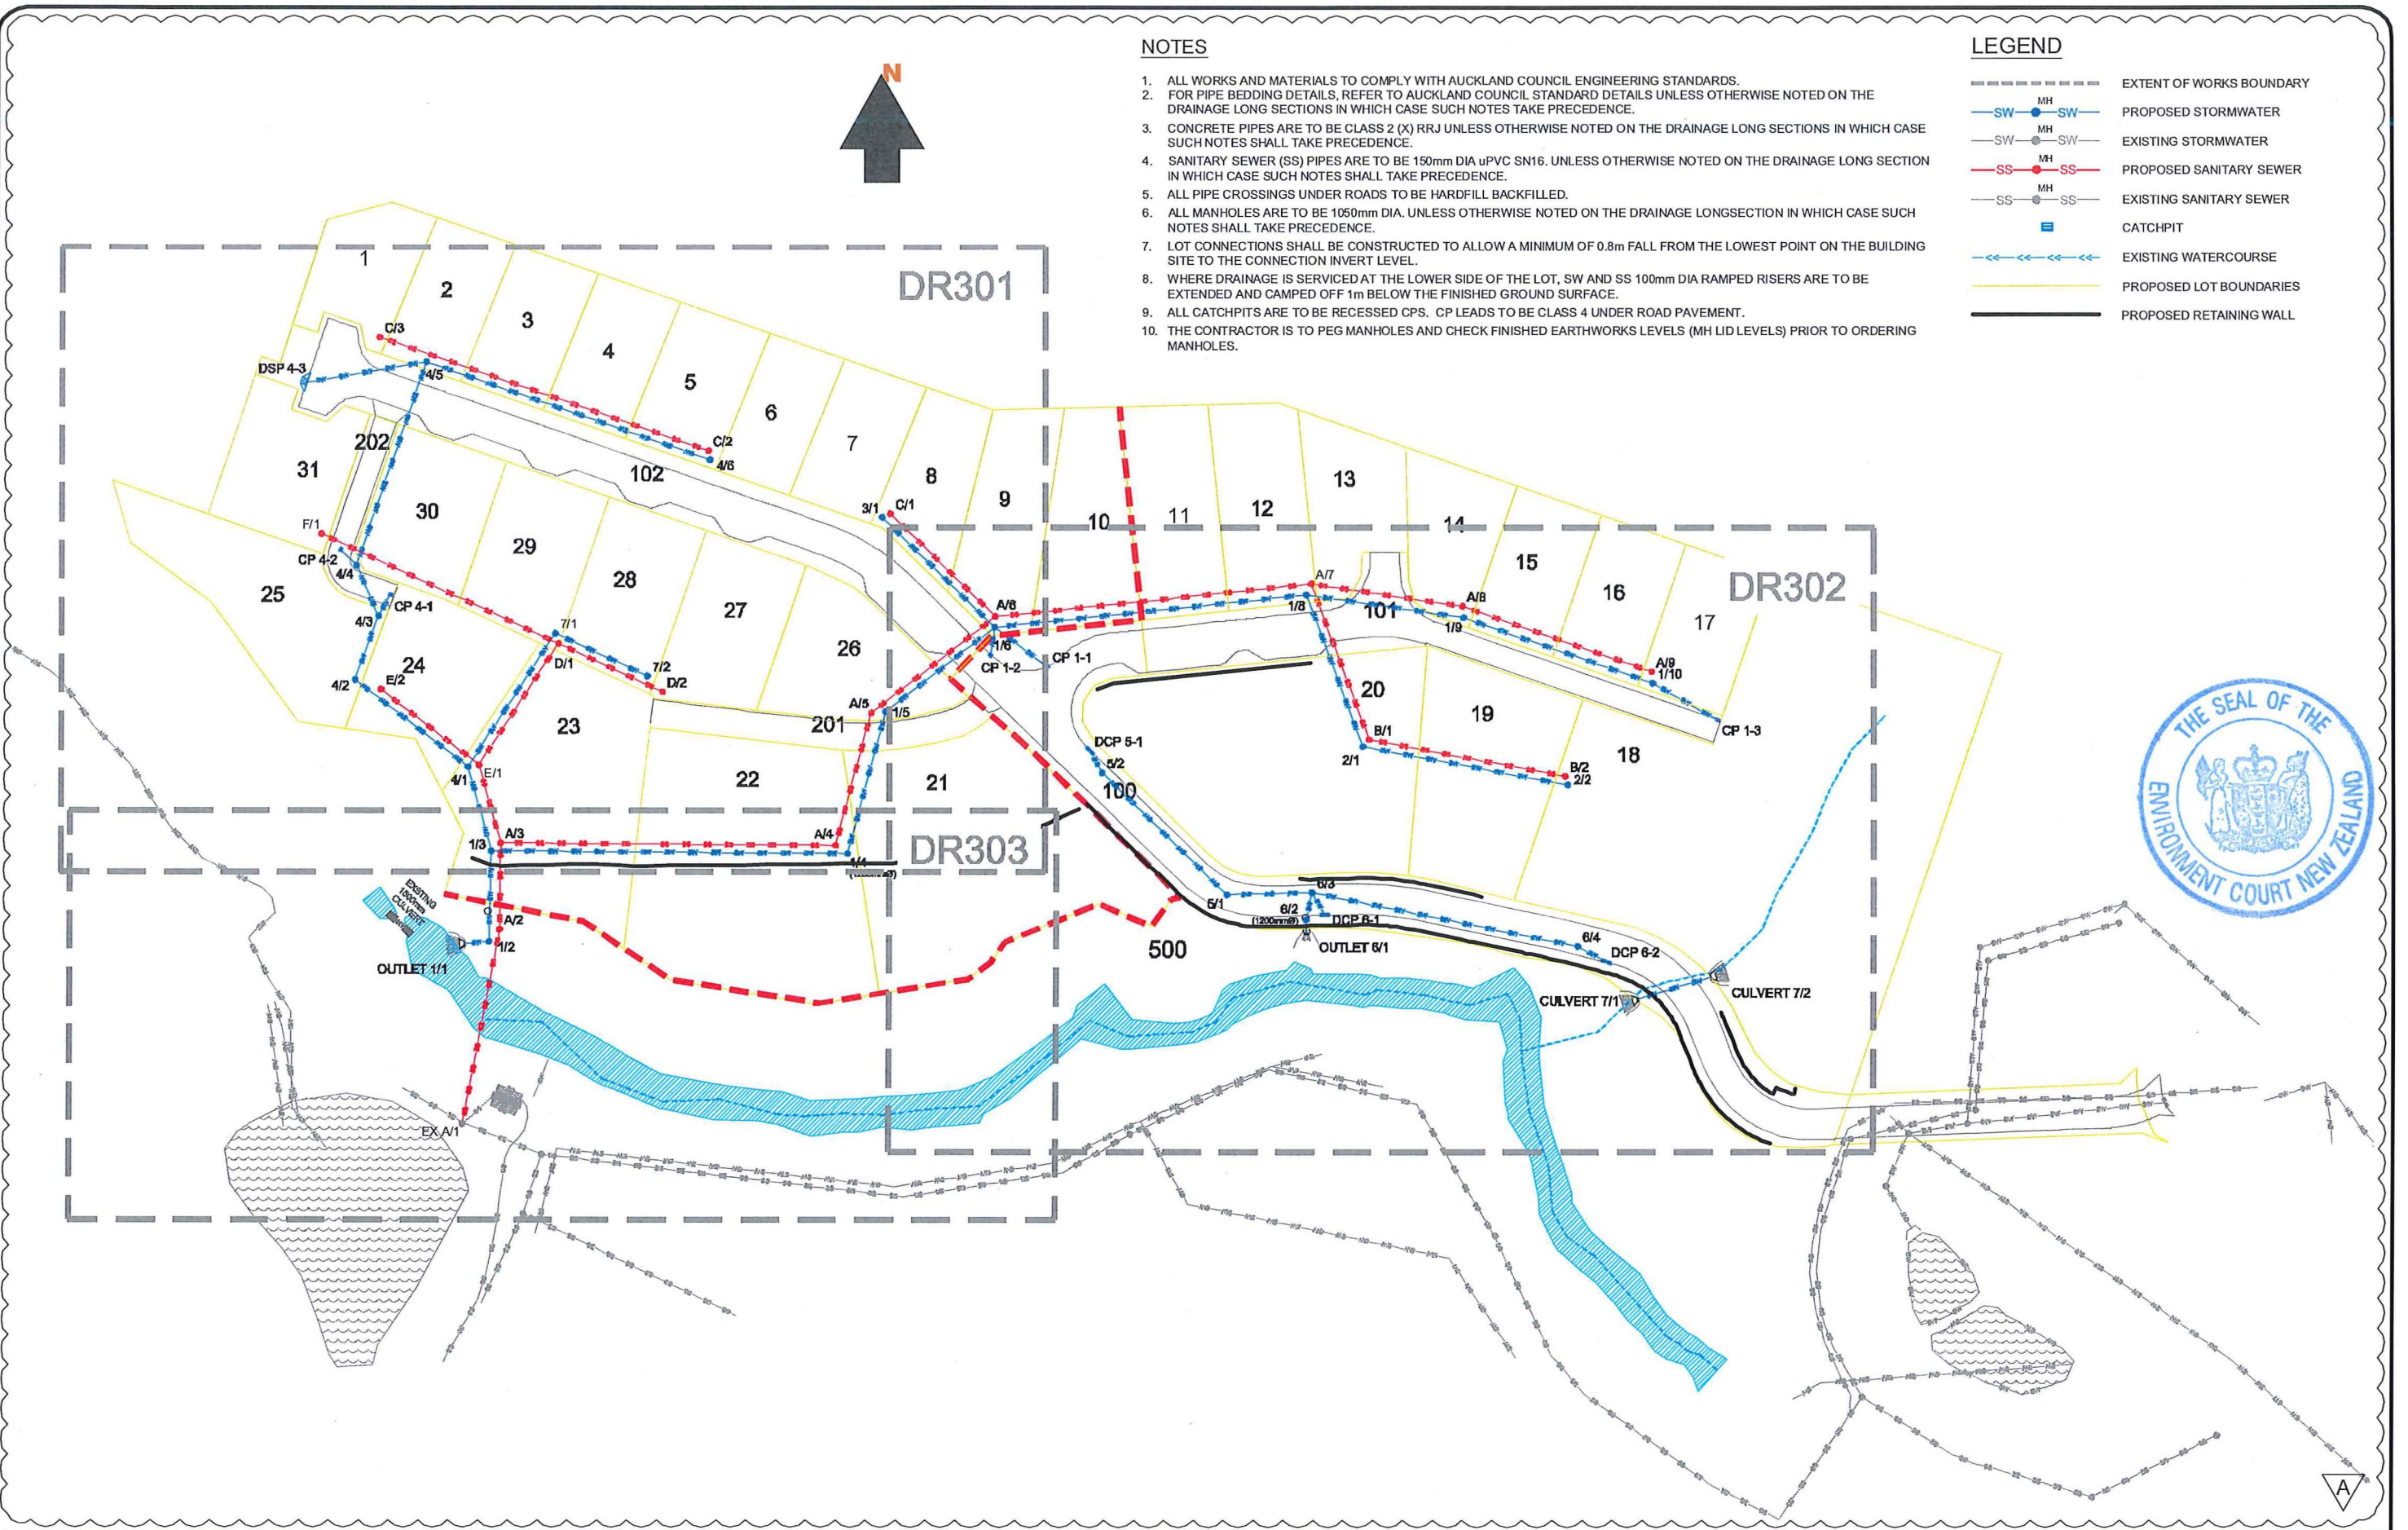 N
NOTES
1. ALL WORKS AND MATERIALS TO COMPLY WITH AUCKLAND COUNCIL ENGINEERING STANDARDS.
2. FOR PIPE BEDDING DETAILS, REFER TO AUCKLAND COUNCIL STANDARD DETAILS UNLESS OTHERWISE NOTED ON THE
DRAINAGE LONG SECTIONS IN WHICH CASE SUCH NOTES TAKE PRECEDENCE.
3. CONCRETE PIPES ARE TO BE CLASS 2 (X) RRJ UNLESS OTHERWISE NOTED ON THE DRAINAGE LONG SECTIONS IN WHICH CASE
SUCH NOTES SHALL TAKE PRECEDENCE.
4. SANITARY SEWER (SS) PIPES ARE TO BE 150mm DIA uPVC SN16. UNLESS OTHERWISE NOTED ON THE DRAINAGE LONG SECTION
IN WHICH CASE SUCH NOTES SHALL TAKE PRECEDENCE.
5. ALL PIPE CROSSINGS UNDER ROADS TO BE HARDFILL BACKFILLED.
6. ALL MANHOLES ARE TO BE 1050mm DIA. UNLESS OTHERWISE NOTED ON THE DRAINAGE LONGSECTION IN WHICH CASE SUCH
NOTES SHALL TAKE PRECEDENCE.
7. LOT CONNECTIONS SHALL BE CONSTRUCTED TO ALLOW A MINIMUM OF 0.8m FALL FROM THE LOWEST POINT ON THE BUILDING
SITE TO THE CONNECTION INVERT LEVEL.
8. WHERE DRAINAGE IS SERVICED AT THE LOWER SIDE OF THE LOT, SW AND SS 100mm DIA RAMPED RISERS ARE TO BE
EXTENDED AND CAMPED OFF 1m BELOW THE FINISHED GROUND SURFACE.
9. ALL CATCHPITS ARE TO BE RECESSED CPS. CP LEADS TO BE CLASS 4 UNDER ROAD PAVEMENT.
10. THE CONTRACTOR IS TO PEG MANHOLES AND CHECK FINISHED EARTHWORKS LEVELS (MH LID LEVELS) PRIOR TO ORDERING
MANHOLES.
LEGEND
EXTENT OF WORKS BOUNDARY
SW MH SW PROPOSED STORMWATER
SW MH SW EXISTING STORMWATER
SS MH SS PROPOSED SANITARY SEWER
SS MH SS EXISTING SANITARY SEWER
CATCHPIT
EXISTING WATERCOURSE
PROPOSED LOT BOUNDARIES
PROPOSED RETAINING WALL
DR301
1
2
3
4
5
6
7
8
9
10
11
12
13
14
15
16
17
DR302
C/3
DSP 4-3
4/5
C/2
4/6
202
102
31
30
29
28
27
26
3/1
C/1
F/1
CP 4-2
4/4
25
CP 4-1
4/3
24
4/2
E/2
7/1
D/1
7/2
D/2
23
A/6
1/6
CP 1-2
CP 1-1
A/5
1/5
201
A/7
1/8
101
A/8
1/9
A/9
1/10
CP 1-3
20
19
18
B/1
2/1
B/2
2/2
DCP 5-1
5/2
100
4/1
E/1
22
21
A/3
1/3
A/4
1/4
DR303
EXISTING
1600mm
CULVERT
A/2
1/2
OUTLET 1/1
5/1
6/3
6/2
(1200mmØ)
DCP 6-1
OUTLET 6/1
6/4
DCP 6-2
500
CULVERT 7/1
CULVERT 7/2
EX A/1
THE SEAL OF THE
ENVIRONMENT COURT NEW ZEALAND
A